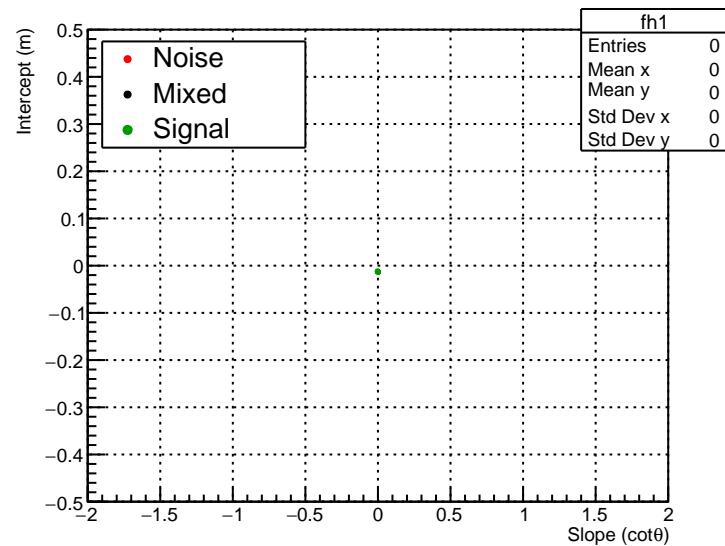 fh1
Entries 0
Mean x 0
Mean y 0
Std Dev x 0
Std Dev y 0
Noise
Mixed
Signal
Intercept (m)
0.5
0.4
0.3
0.2
0.1
0
−0.1
−0.2
−0.3
−0.4
−0.5
−2 −1.5 −1 −0.5 0 0.5 1 1.5 2
Slope (cotθ)